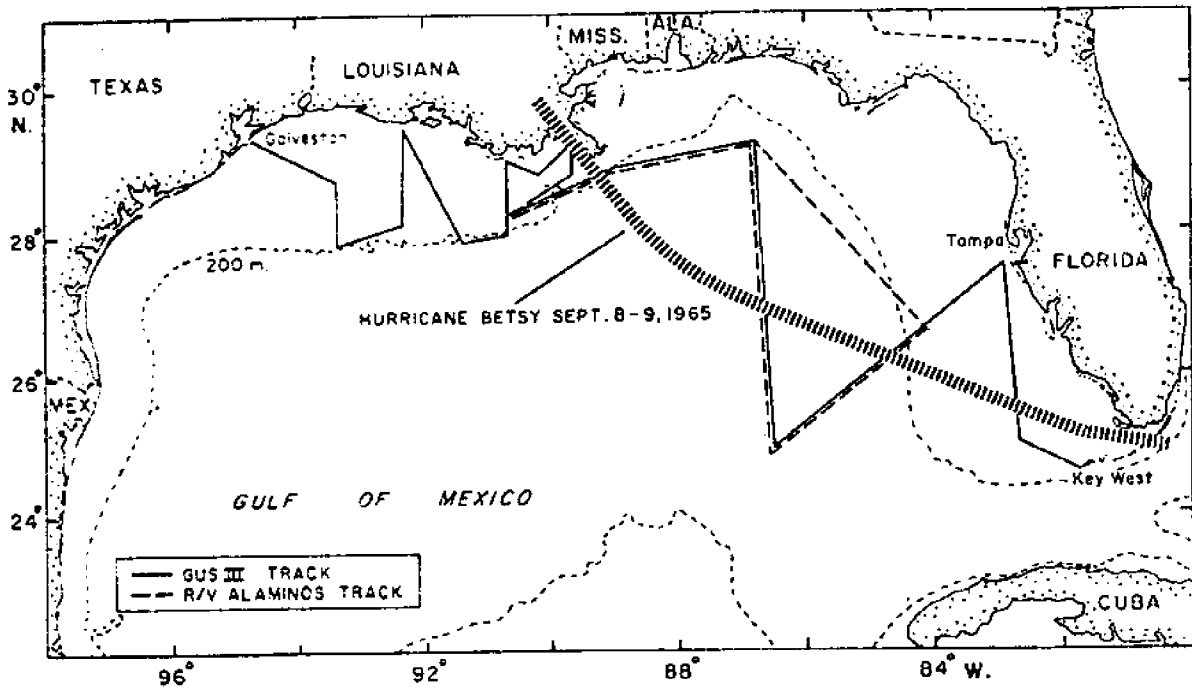 MISS.
ALA.
TEXAS
LOUISIANA
30°
N.
Galveston
28°
200 m.
Tampa
FLORIDA
HURRICANE BETSY SEPT. 8-9, 1965
26°
MEX.
Key West
GULF OF MEXICO
24°
GUS III TRACK
R/V ALAMINOS TRACK
CUBA
96° 92° 88° 84° W.